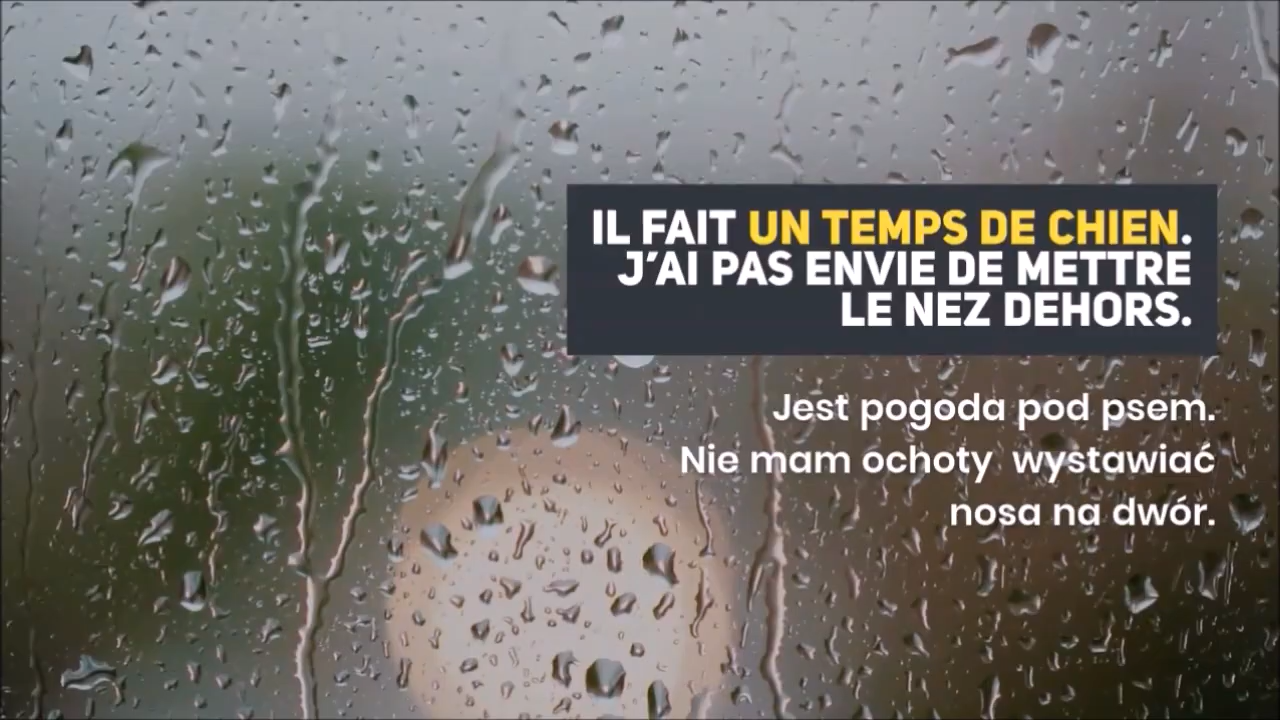 IL FAIT UN TEMPS DE CHIEN.
J'AI PAS ENVIE DE METTRE
LE NEZ DEHORS.
Jest pogoda pod psem.
Nie mam ochoty wystawiać
nosa na dwór.